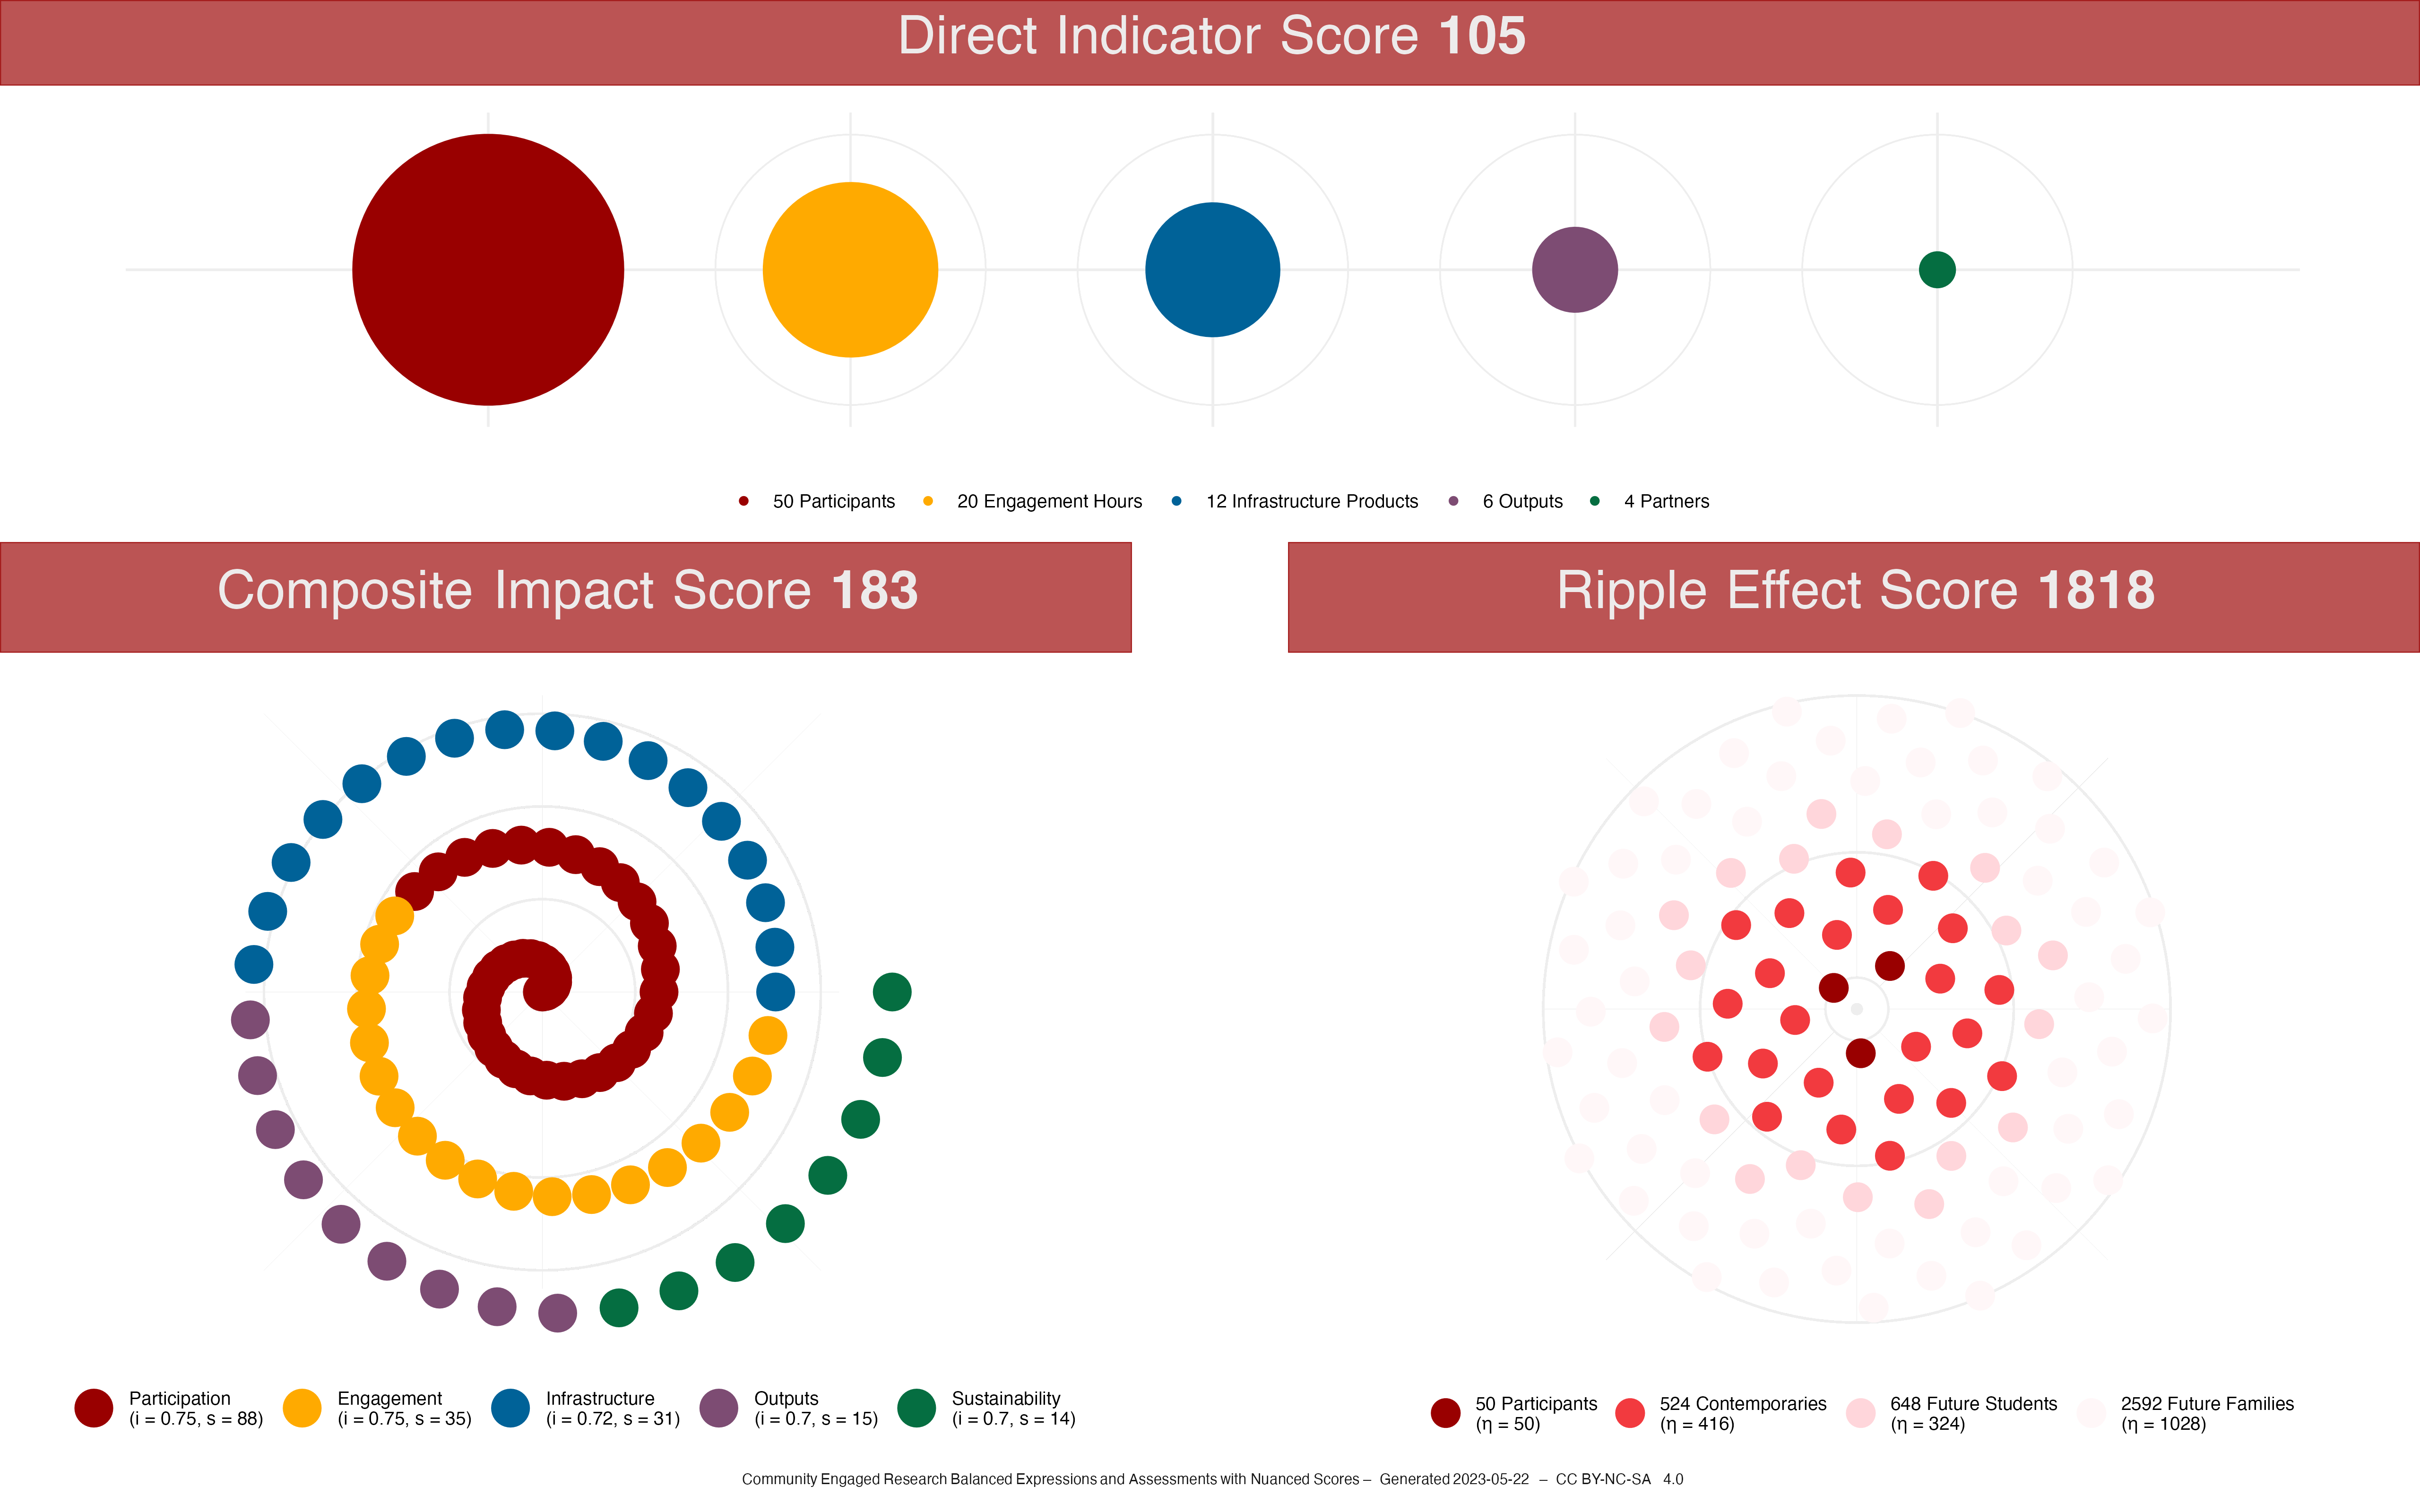 Direct Indicator Score 105
50 Participants 20 Engagement Hours 12 Infrastructure Products 6 Outputs 4 Partners
Composite Impact Score 183
Participation Engagement Infrastructure Outputs Sustainability
(i = 0.75, s = 88) (i = 0.75, s = 35) (i = 0.72, s = 31) (i = 0.7, s = 15) (i = 0.7, s = 14)
Ripple Effect Score 1818
50 Participants 524 Contemporaries 648 Future Students 2592 Future Families
(η = 50) (η = 416) (η = 324) (η = 1028)
Community Engaged Research Balanced Expressions and Assessments with Nuanced Scores – Generated 2023-05-22 – CC BY-NC-SA 4.0